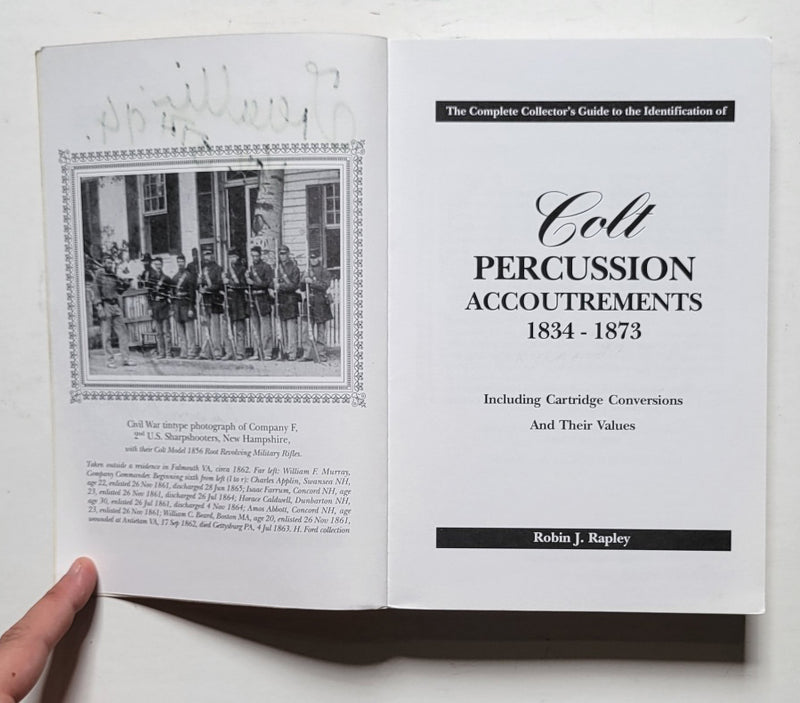 Civil War tintype photograph of Company F,
2nd U.S. Sharpshooters, New Hampshire,
with their Colt Model 1856 Root Revolving Military Rifles.
Taken outside a residence in Falmouth VA, circa 1862. Far left: William F. Murray,
Company Commander. Beginning sixth from left (l to r): Charles Applin, Swansea NH,
age 22, enlisted 26 Nov 1861, discharged 28 Jun 1865; Isaac Farrum, Concord NH, age
23, enlisted 26 Nov 1861, discharged 26 Jul 1864; Horace Caldwell, Dunbarton NH,
age 30, enlisted 26 Jul 1861, discharged 4 Nov 1864; Amos Abbott, Concord NH, age
23, enlisted 26 Nov 1861; William C. Beard, Boston MA, age 20, enlisted 26 Nov 1861,
wounded at Antietam VA, 17 Sep 1862, died Gettysburg PA, 4 Jul 1863. H. Ford collection
The Complete Collector's Guide to the Identification of
Colt
PERCUSSION
ACCOUTREMENTS
1834 - 1873
Including Cartridge Conversions
And Their Values
Robin J. Rapley